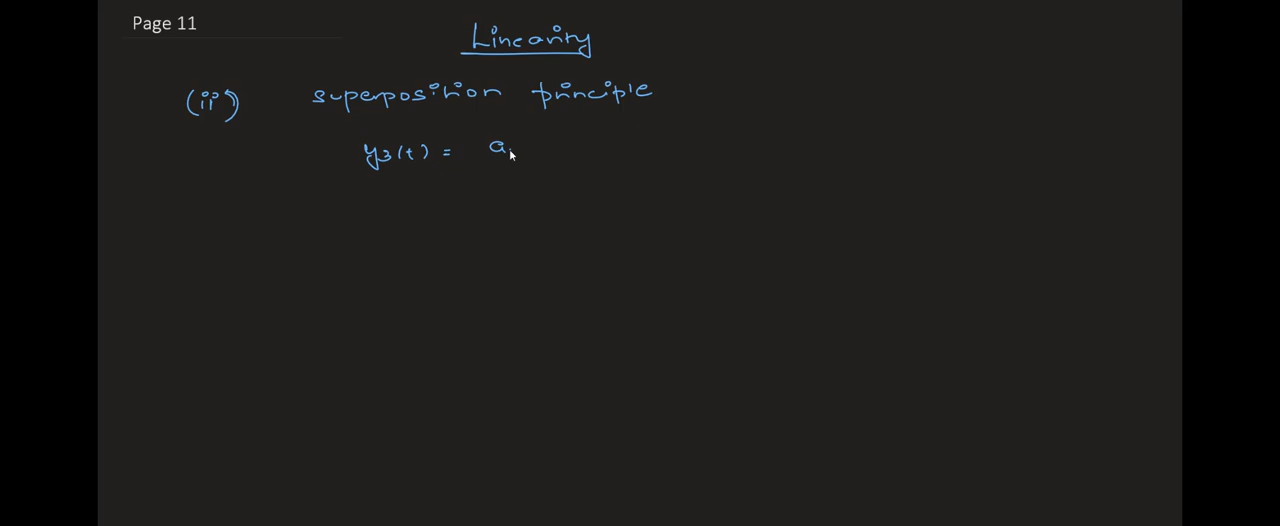 Page 11
Linearity
(ii) superposition principle
y3(t) = a